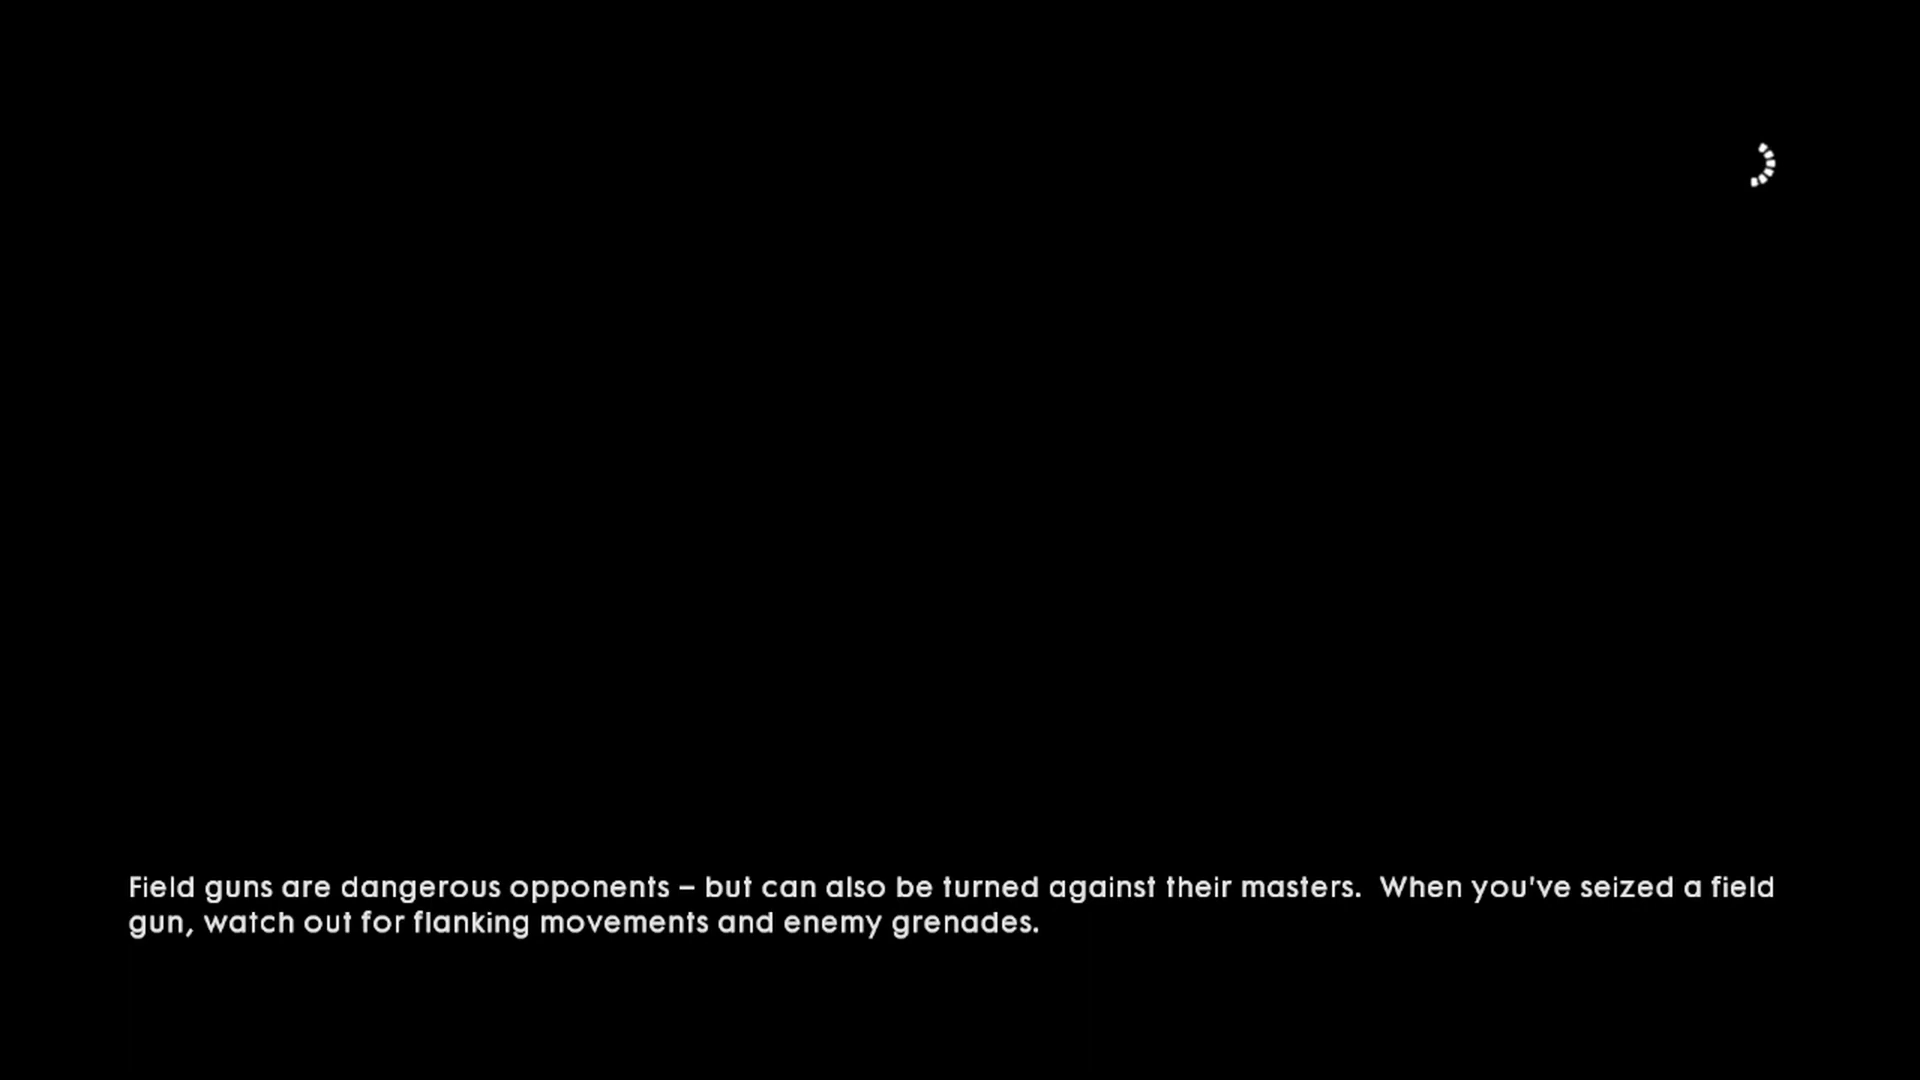 Field guns are dangerous opponents – but can also be turned against their masters.  When you've seized a field
gun, watch out for flanking movements and enemy grenades.